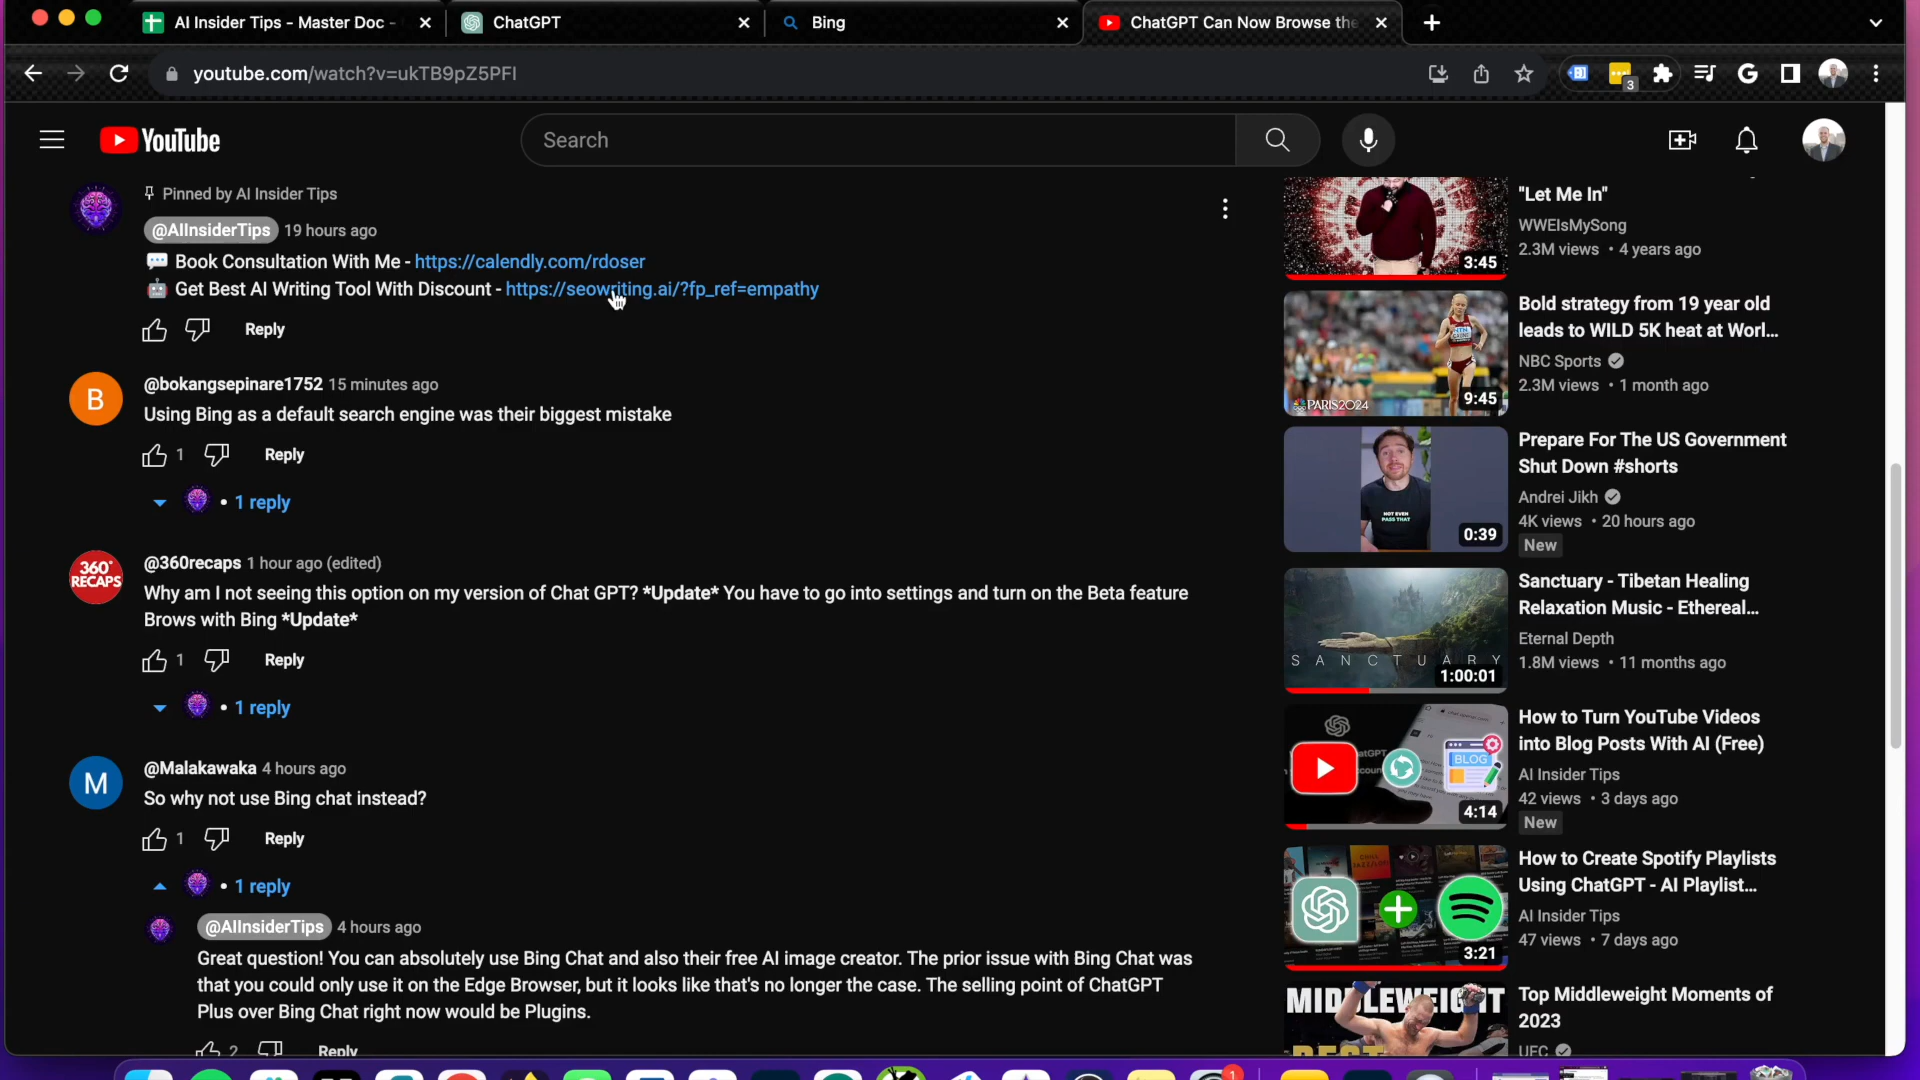 AI Insider Tips - Master Doc -
ChatGPT
Bing
ChatGPT Can Now Browse the
youtube.com/watch?v=ukTB9pZ5PFI
3
YouTube
Search
Pinned by AI Insider Tips
@AIInsiderTips 19 hours ago
💬 Book Consultation With Me - https://calendly.com/rdoser
🤖 Get Best AI Writing Tool With Discount - https://seowriting.ai/?fp_ref=empathy
Reply
B
@bokangsepinare1752 15 minutes ago
Using Bing as a default search engine was their biggest mistake
1 Reply
• 1 reply
360° RECAPS
@360recaps 1 hour ago (edited)
Why am I not seeing this option on my version of Chat GPT? *Update* You have to go into settings and turn on the Beta feature
Brows with Bing *Update*
1 Reply
• 1 reply
M
@Malakawaka 4 hours ago
So why not use Bing chat instead?
1 Reply
• 1 reply
@AIInsiderTips 4 hours ago
Great question! You can absolutely use Bing Chat and also their free AI image creator. The prior issue with Bing Chat was
that you could only use it on the Edge Browser, but it looks like that's no longer the case. The selling point of ChatGPT
Plus over Bing Chat right now would be Plugins.
2 Reply
3:45
"Let Me In"
WWEIsMySong
2.3M views • 4 years ago
PARIS2024
9:45
Bold strategy from 19 year old
leads to WILD 5K heat at Worl...
NBC Sports
2.3M views • 1 month ago
NOT EVEN
PASS THAT
0:39
Prepare For The US Government
Shut Down #shorts
Andrei Jikh
4K views • 20 hours ago
New
SANCTUARY
1:00:01
Sanctuary - Tibetan Healing
Relaxation Music - Ethereal...
Eternal Depth
1.8M views • 11 months ago
BLOG
4:14
How to Turn YouTube Videos
into Blog Posts With AI (Free)
AI Insider Tips
42 views • 3 days ago
New
3:21
How to Create Spotify Playlists
Using ChatGPT - AI Playlist...
AI Insider Tips
47 views • 7 days ago
MIDDLEWEIGHT
BEST
Top Middleweight Moments of
2023
UFC
1